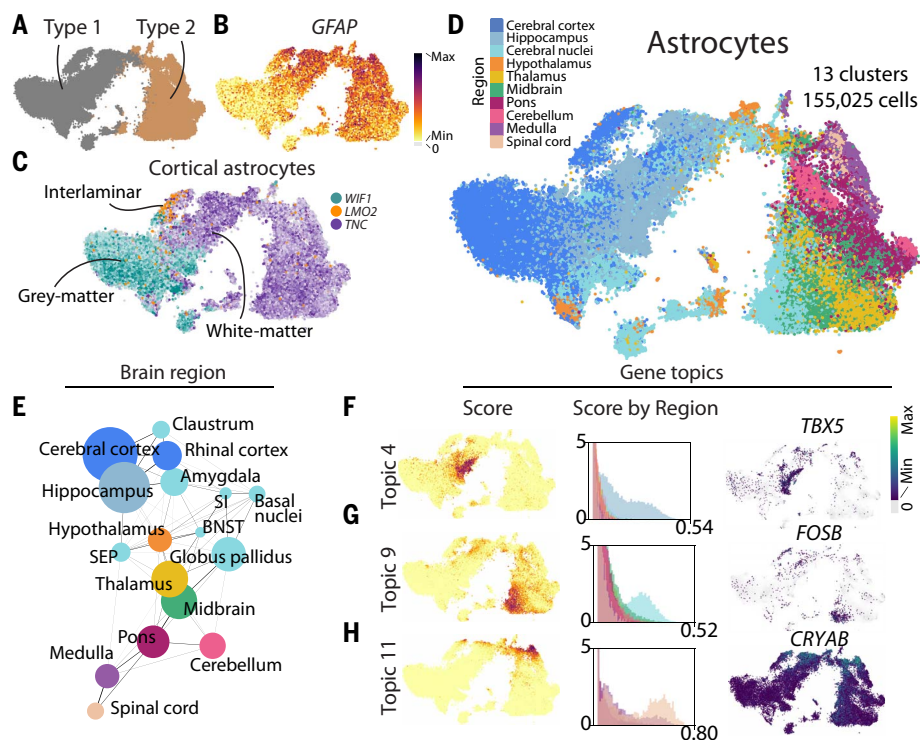 A
Type 1
Type 2
B
GFAP
Max
Min
0
C
Cortical astrocytes
Interlaminar
WIF1
LMO2
TNC
Grey-matter
White-matter
D
Region
Cerebral cortex
Hippocampus
Cerebral nuclei
Hypothalamus
Thalamus
Midbrain
Pons
Cerebellum
Medulla
Spinal cord
Astrocytes
13 clusters
155,025 cells
Brain region
E
Claustrum
Cerebral cortex
Rhinal cortex
Amygdala
Hippocampus
SI
Basal
nuclei
Hypothalamus
BNST
SEP
Globus pallidus
Thalamus
Midbrain
Pons
Medulla
Cerebellum
Spinal cord
Gene topics
F
Score
Score by Region
TBX5
Topic 4
5
0
0.54
Max
Min
0
G
FOSB
Topic 9
5
0
0.52
H
CRYAB
Topic 11
5
0
0.80